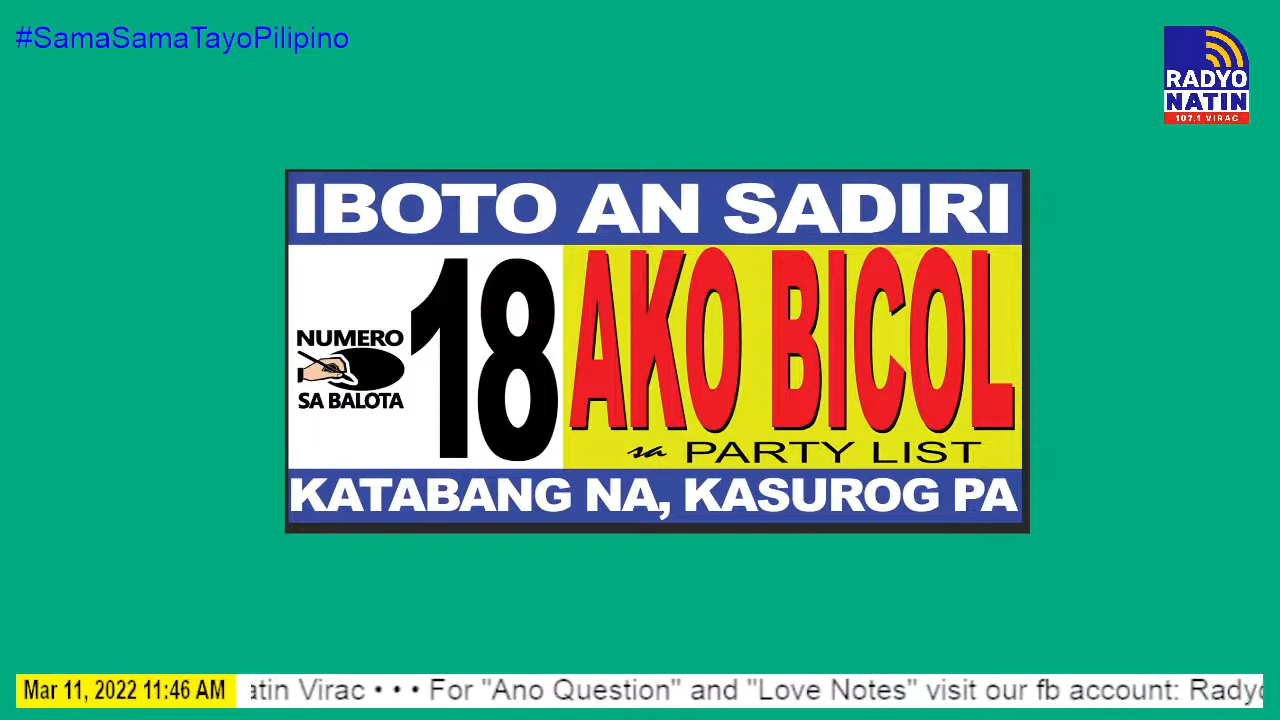 #SamaSamaTayoPilipino
RADYO
NATIN
107.1 VIRAC
IBOTO AN SADIRI
NUMERO
SA BALOTA
18
AKO BICOL
sa PARTY LIST
KATABANG NA, KASUROG PA
Mar 11, 2022 11:46 AM
atin Virac • • • For "Ano Question" and "Love Notes" visit our fb account: Radyo